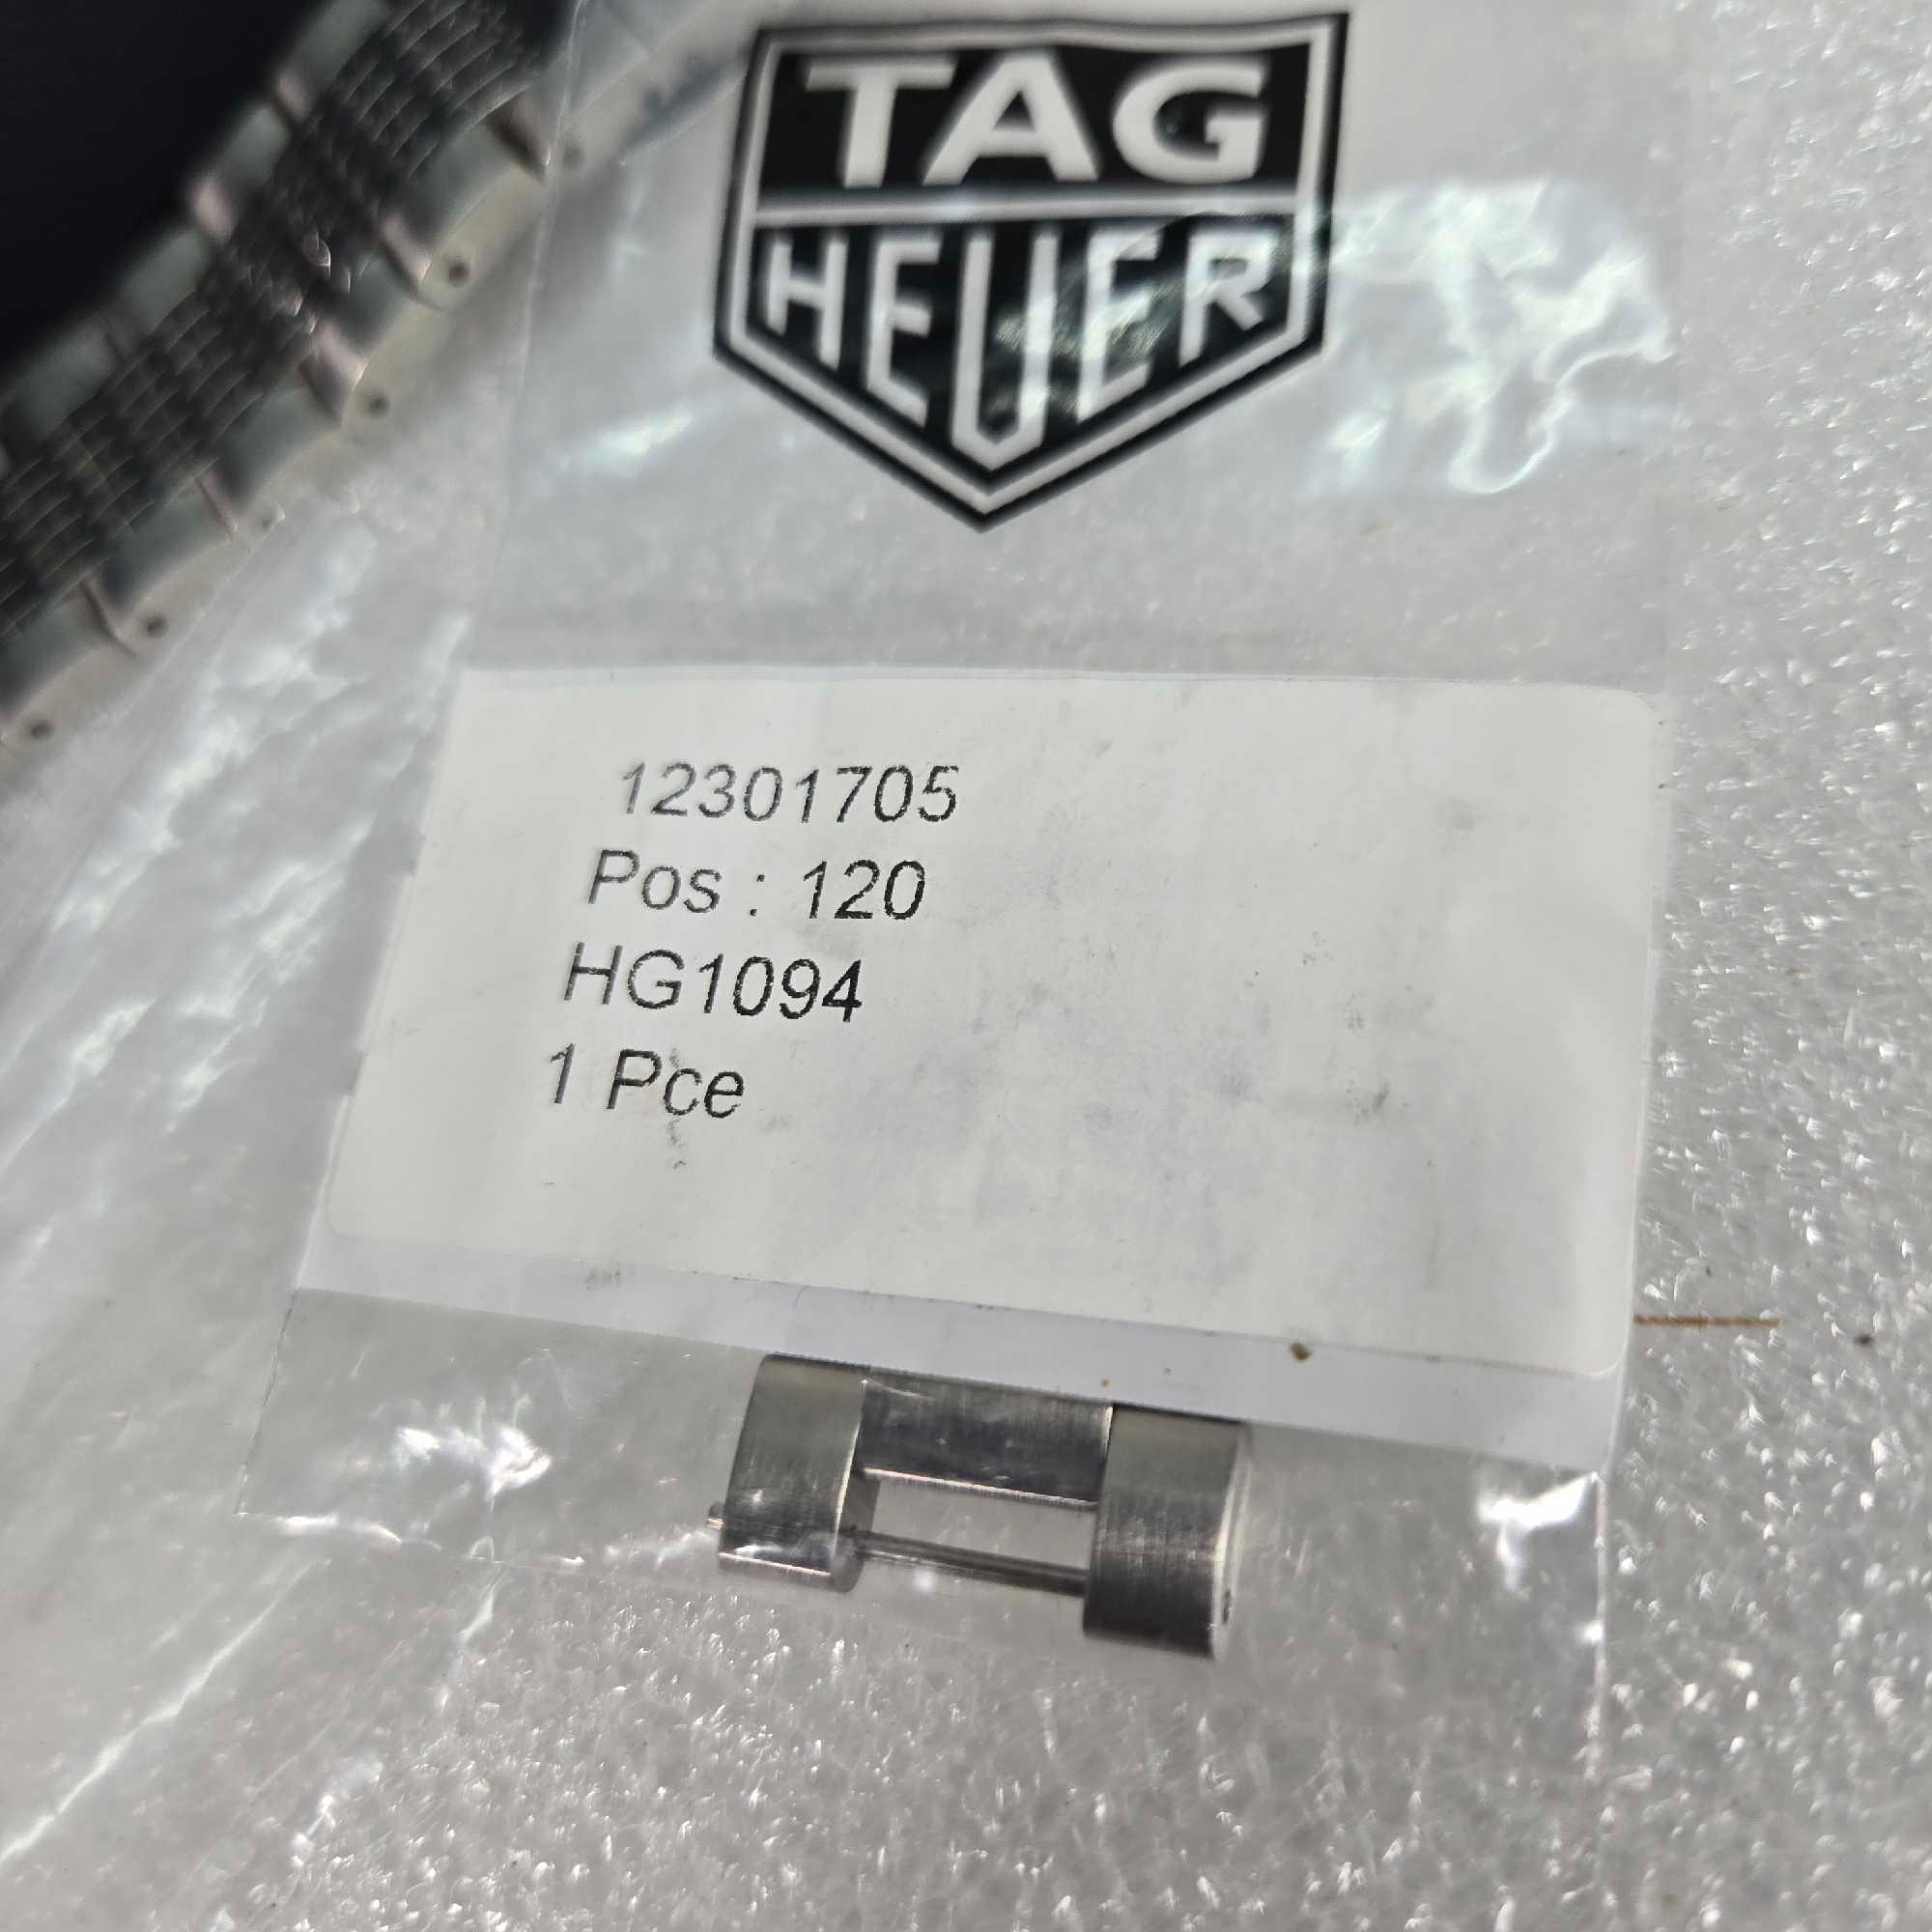 TAG
HEUER
12301705
Pos : 120
HG1094
1 Pce